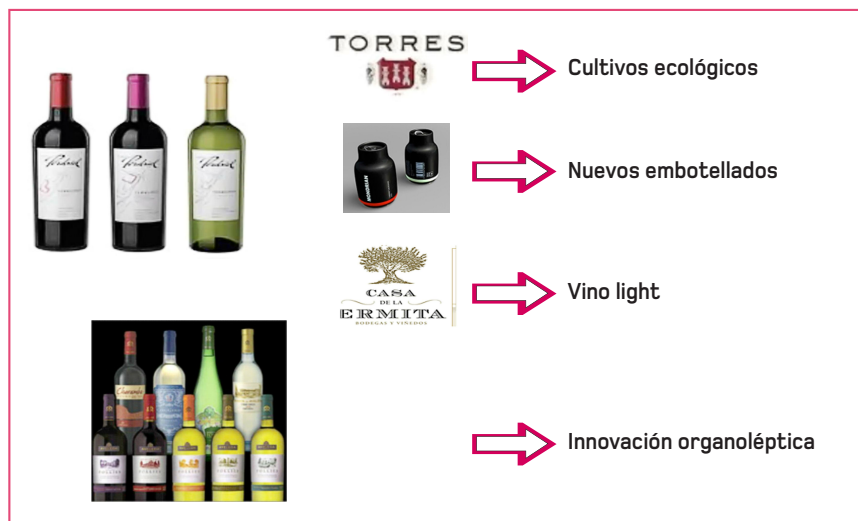 TORRES
Cultivos ecológicos
Nuevos embotellados
CASA
DE LA
ERMITA
BODEGAS Y VIÑEDOS
Vino light
Innovación organoléptica